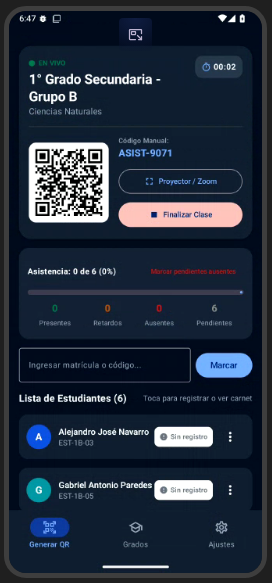 6:47
EN VIVO
00:02
1° Grado Secundaria -
Grupo B
Ciencias Naturales
Código Manual:
ASIST-9071
Proyector / Zoom
Finalizar Clase
Asistencia: 0 de 6 (0%)
Marcar pendientes ausentes
0
0
0
6
Presentes
Retardos
Ausentes
Pendientes
Ingresar matrícula o código...
Marcar
Lista de Estudiantes (6)
Toca para registrar o ver carnet
A
Alejandro José Navarro
EST-1B-03
Sin registro
G
Gabriel Antonio Paredes
EST-1B-05
Sin registro
Generar QR
Grados
Ajustes